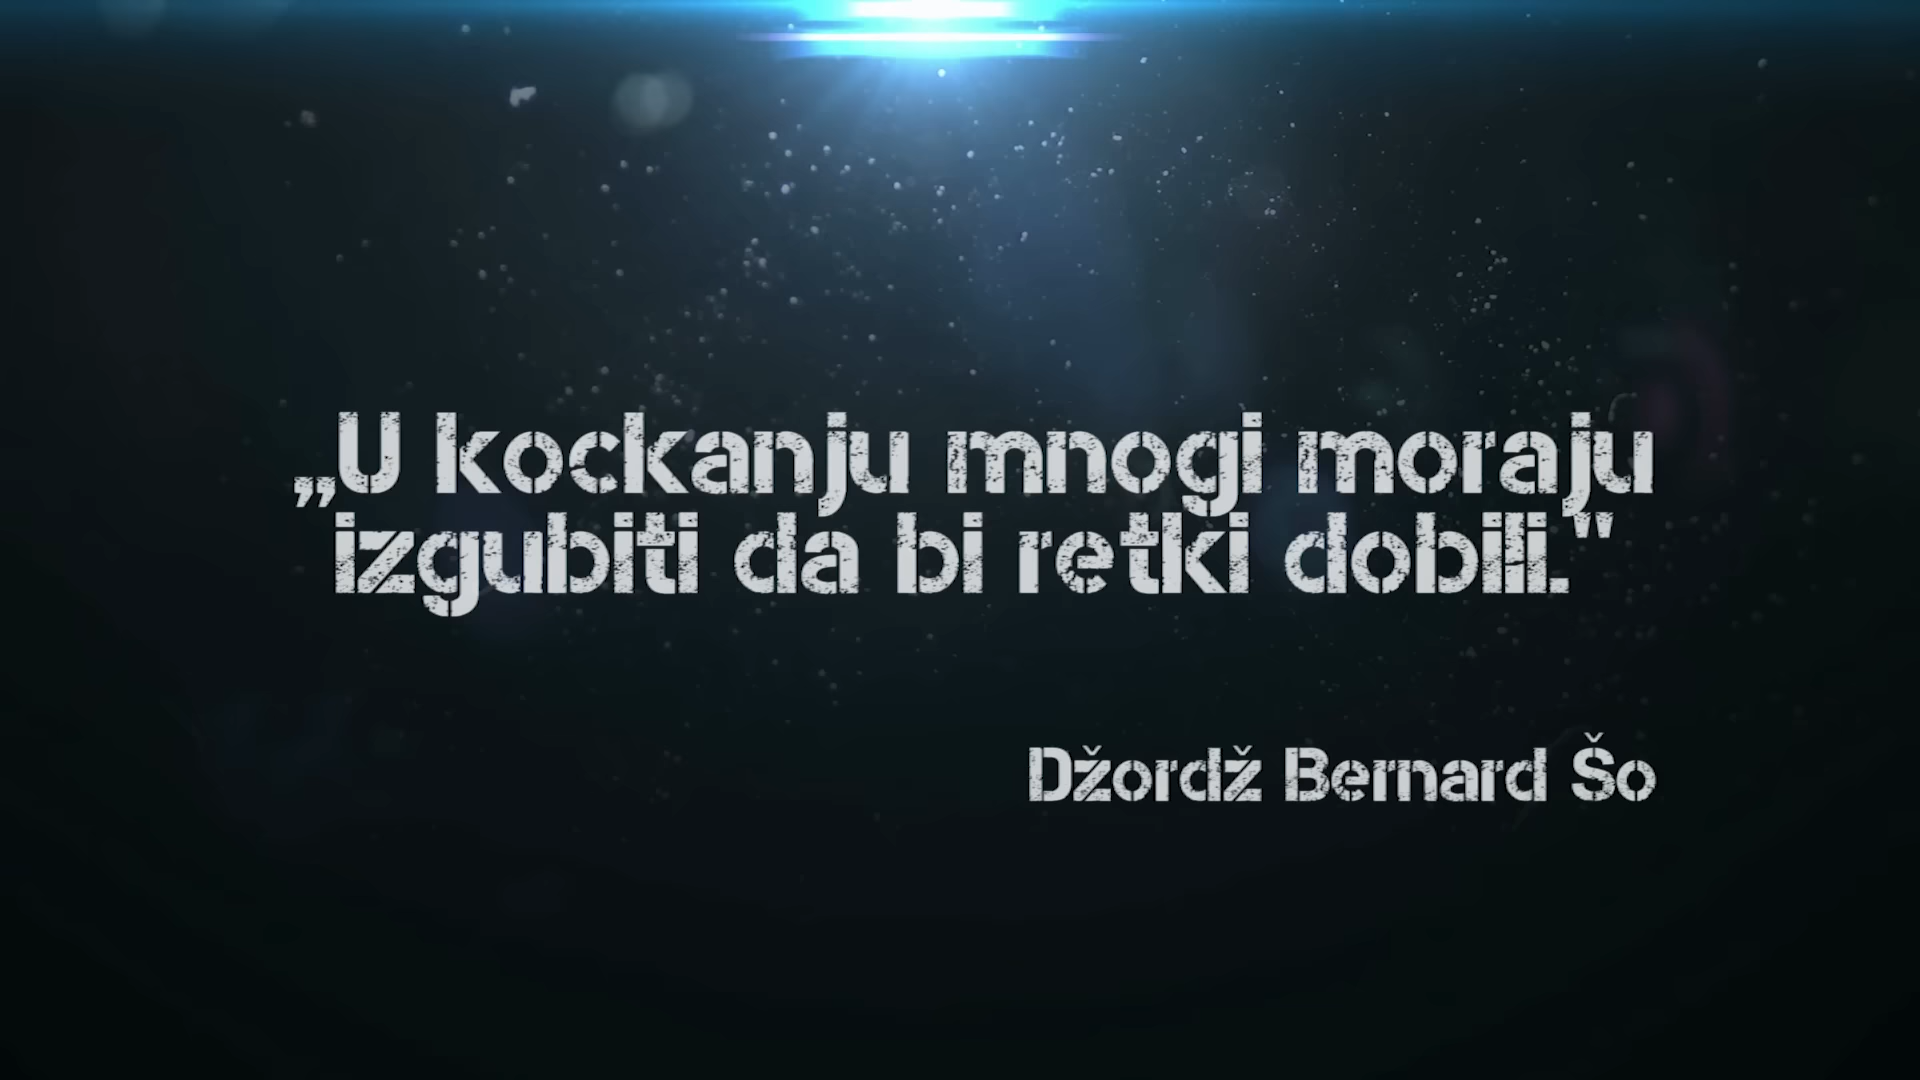 „U kockanju mnogi moraju
izgubiti da bi retki dobili."
Džordž Bernard Šo